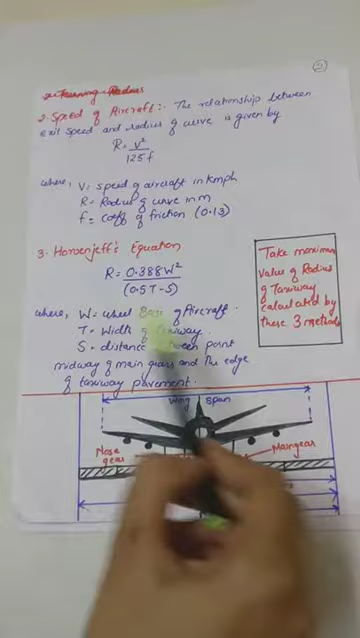 2
2. Turning Radius
2. Speed of Aircraft :- The relationship between
exit speed and radius of curve is given by
R = V²
125f
where, V = speed of aircraft in kmph
R = Radius of curve in m
f = coeff of friction (0.13)
3. Horonjeff's Equation
R = 0.388W²
(0.5T - S)
where, W = wheel Base of Aircraft.
T = Width of Taxiway.
S = distance between point
midway of main gears and the edge
of taxiway pavement.
Take maximum
value of Radius
of Taxiway
calculated by
these 3 methods
Wing span
Nose
gear
Main gear